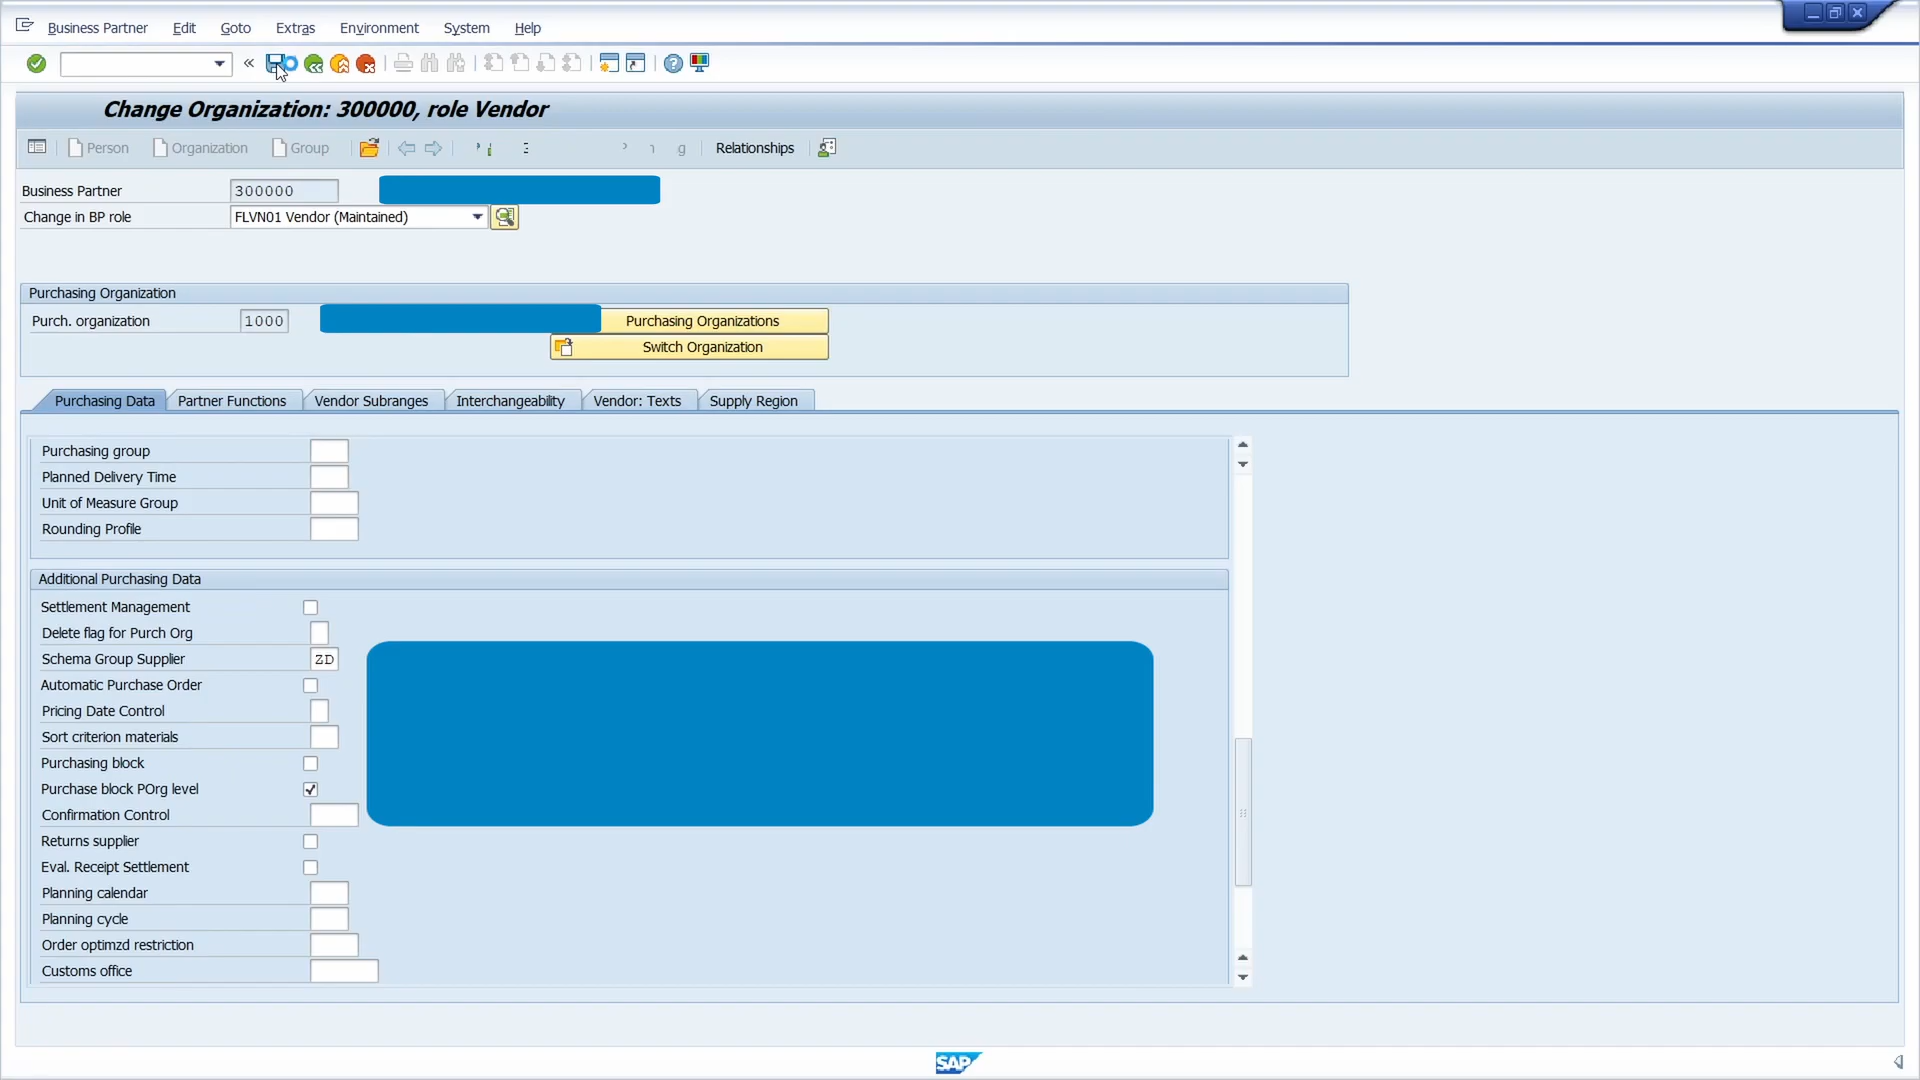 Business Partner Edit Goto Extras Environment System Help
Change Organization: 300000, role Vendor
Person Organization Group Relationships
Business Partner 300000
Change in BP role FLVN01 Vendor (Maintained)
Purchasing Organization
Purch. organization 1000 Purchasing Organizations
Switch Organization
Purchasing Data Partner Functions Vendor Subranges Interchangeability Vendor: Texts Supply Region
Purchasing group
Planned Delivery Time
Unit of Measure Group
Rounding Profile
Additional Purchasing Data
Settlement Management
Delete flag for Purch Org
Schema Group Supplier ZD
Automatic Purchase Order
Pricing Date Control
Sort criterion materials
Purchasing block
Purchase block POrg level
Confirmation Control
Returns supplier
Eval. Receipt Settlement
Planning calendar
Planning cycle
Order optimzd restriction
Customs office
SAP